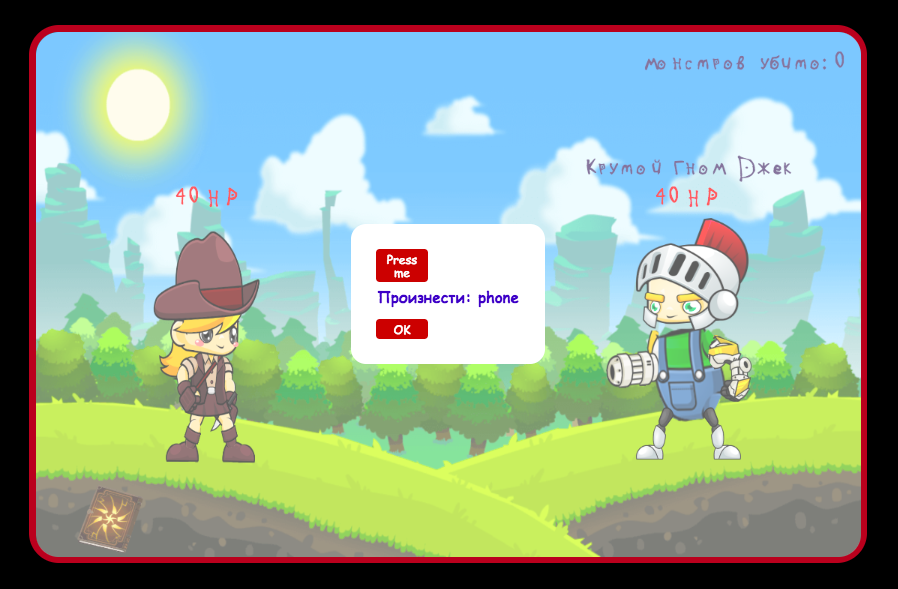 монстров убито: 0
Крутой Гном Джек
40 HP
40 HP
Press
me
Произнести: phone
OK